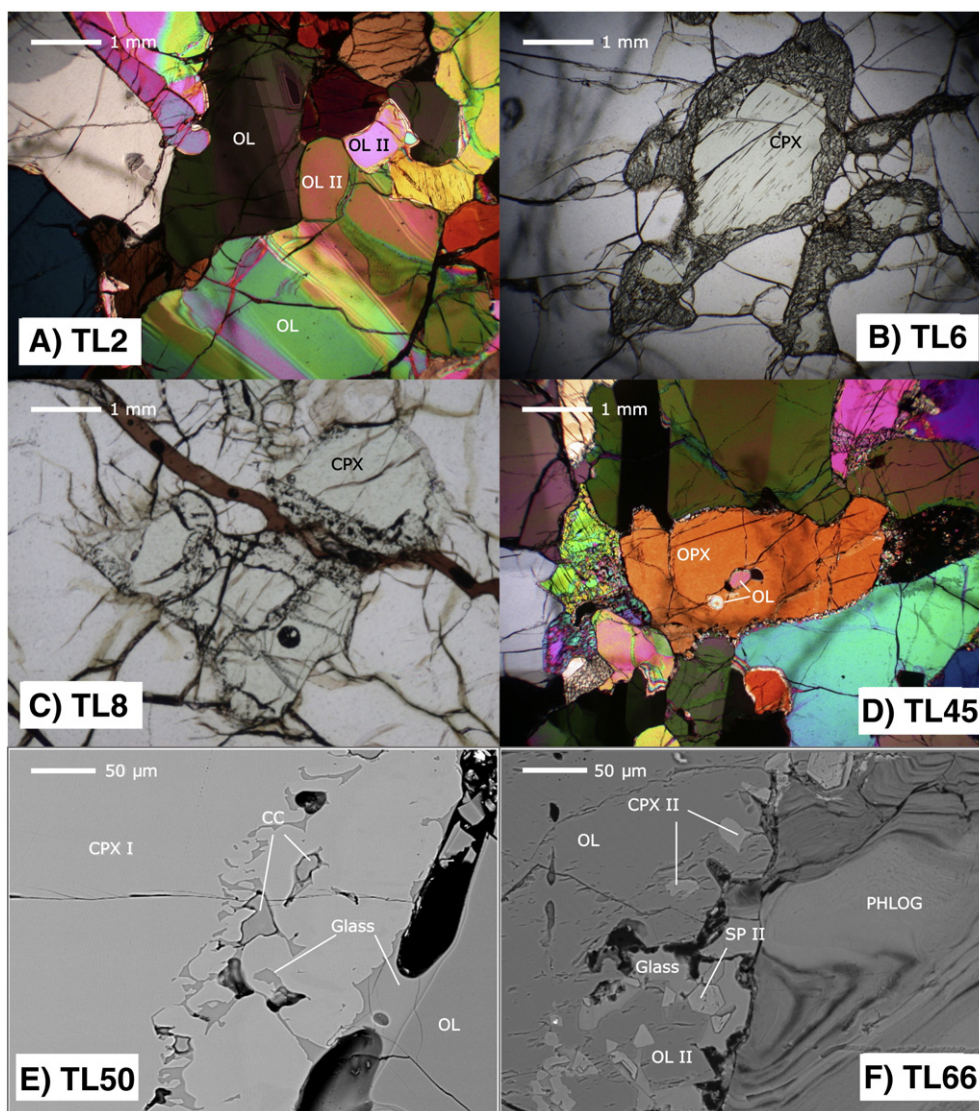 1 mm
OL
OL II
OL II
OL
A) TL2
1 mm
CPX
B) TL6
1 mm
CPX
C) TL8
1 mm
OPX
OL
D) TL45
50 µm
CC
CPX I
Glass
OL
E) TL50
50 µm
CPX II
OL
PHLOG
SP II
Glass
OL II
F) TL66